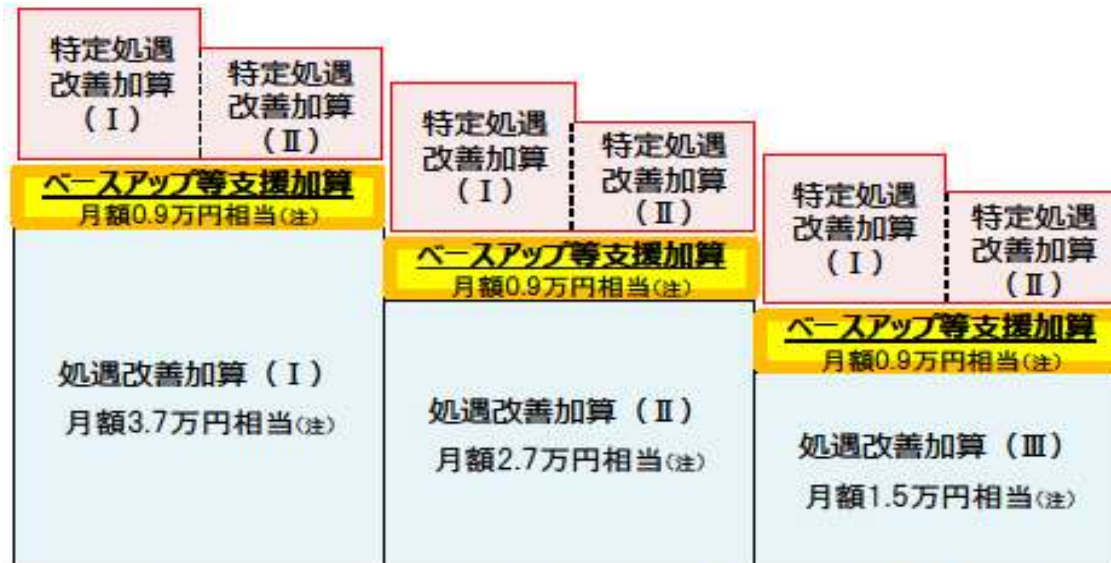 特定処遇
改善加算
（Ⅰ）
特定処遇
改善加算
（Ⅱ）
ベースアップ等支援加算
月額0.9万円相当(注)
処遇改善加算（Ⅰ）
月額3.7万円相当(注)
特定処遇
改善加算
（Ⅰ）
特定処遇
改善加算
（Ⅱ）
ベースアップ等支援加算
月額0.9万円相当(注)
処遇改善加算（Ⅱ）
月額2.7万円相当(注)
特定処遇
改善加算
（Ⅰ）
特定処遇
改善加算
（Ⅱ）
ベースアップ等支援加算
月額0.9万円相当(注)
処遇改善加算（Ⅲ）
月額1.5万円相当(注)